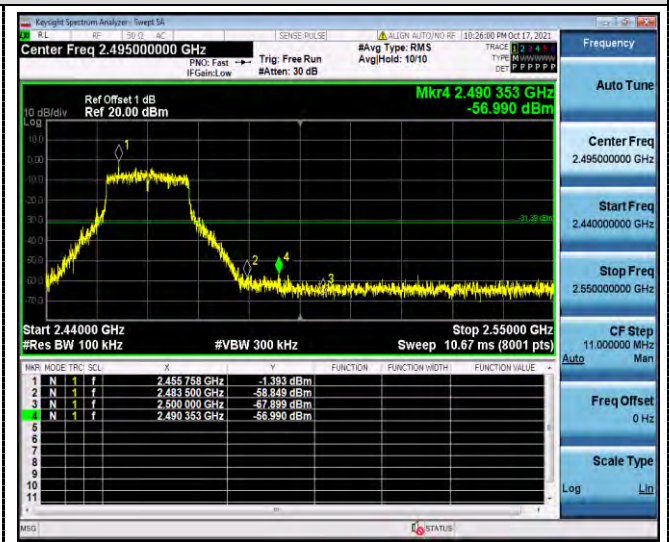 Keysight Spectrum Analyzer - Swept SA
RL RF 50 Ω AC SENSE:PULSE ALIGN AUTO/NO RF 10:26:00 PM Oct 17, 2021
Center Freq 2.495000000 GHz
PNO: Fast
IFGain:Low
Trig: Free Run
#Atten: 30 dB
#Avg Type: RMS
Avg|Hold: 10/10
TRACE 1 2 3 4 5 6
TYPE M WWWWW
DET P P P P P P
Frequency
Auto Tune
Center Freq
2.495000000 GHz
Start Freq
2.440000000 GHz
Stop Freq
2.550000000 GHz
CF Step
11.000000 MHz
Auto Man
Freq Offset
0 Hz
Scale Type
Log Lin
Ref Offset 1 dB
10 dB/div Ref 20.00 dBm
Log
Mkr4 2.490 353 GHz
-56.990 dBm
10.0
0.00
-10.0
-20.0
-30.0
-40.0
-50.0
-60.0
-70.0
1
2
4
3
-31.39 dBm
Start 2.44000 GHz Stop 2.55000 GHz
#Res BW 100 kHz #VBW 300 kHz Sweep 10.67 ms (8001 pts)
MKR MODE TRC SCL X Y FUNCTION FUNCTION WIDTH FUNCTION VALUE
1 N 1 f 2.455 758 GHz -1.393 dBm
2 N 1 f 2.483 500 GHz -58.849 dBm
3 N 1 f 2.500 000 GHz -67.899 dBm
4 N 1 f 2.490 353 GHz -56.990 dBm
5
6
7
8
9
10
11
MSG STATUS